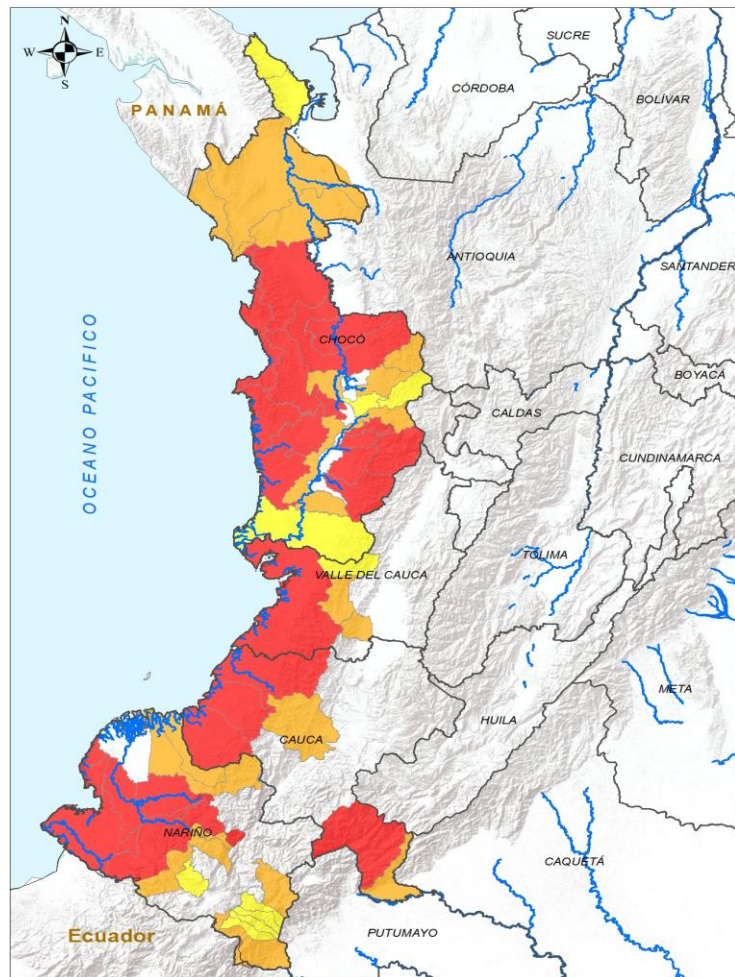 N
W E
S
SUCRE
CÓRDOBA
BOLÍVAR
PANAMÁ
ANTIOQUIA
SANTANDER
OCEANO PACIFICO
CHOCÓ
BOYACÁ
CALDAS
CUNDINAMARCA
TOLIMA
VALLE DEL CAUCA
META
HUILA
CAUCA
NARIÑO
CAQUETÁ
PUTUMAYO
Ecuador